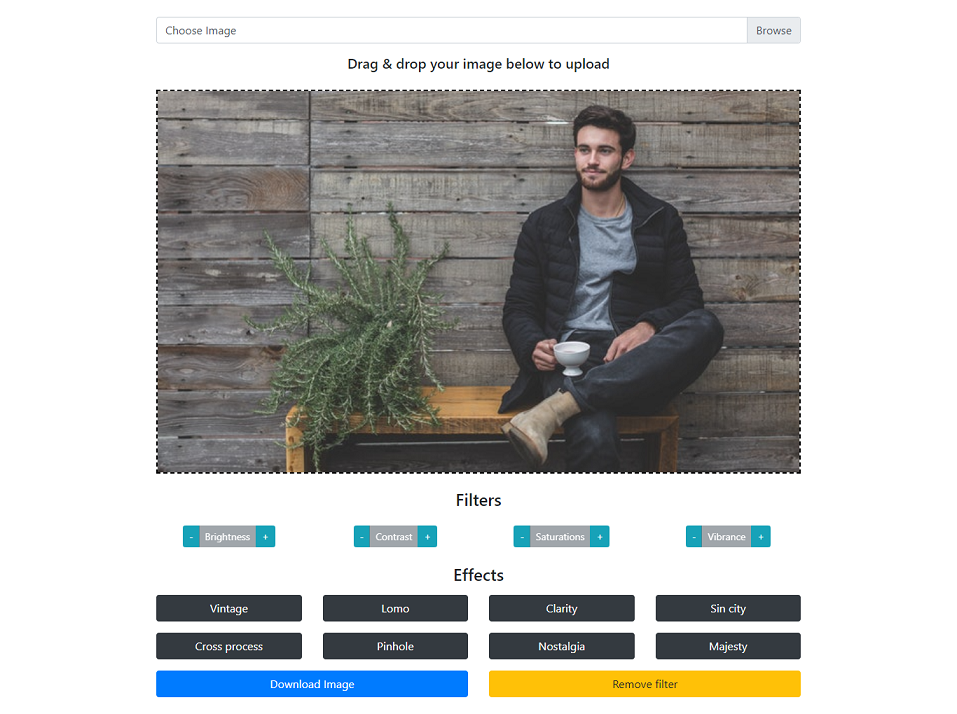 Choose Image Browse
Drag & drop your image below to upload
Filters
- Brightness + - Contrast + - Saturations + - Vibrance +
Effects
Vintage Lomo Clarity Sin city
Cross process Pinhole Nostalgia Majesty
Download Image Remove filter